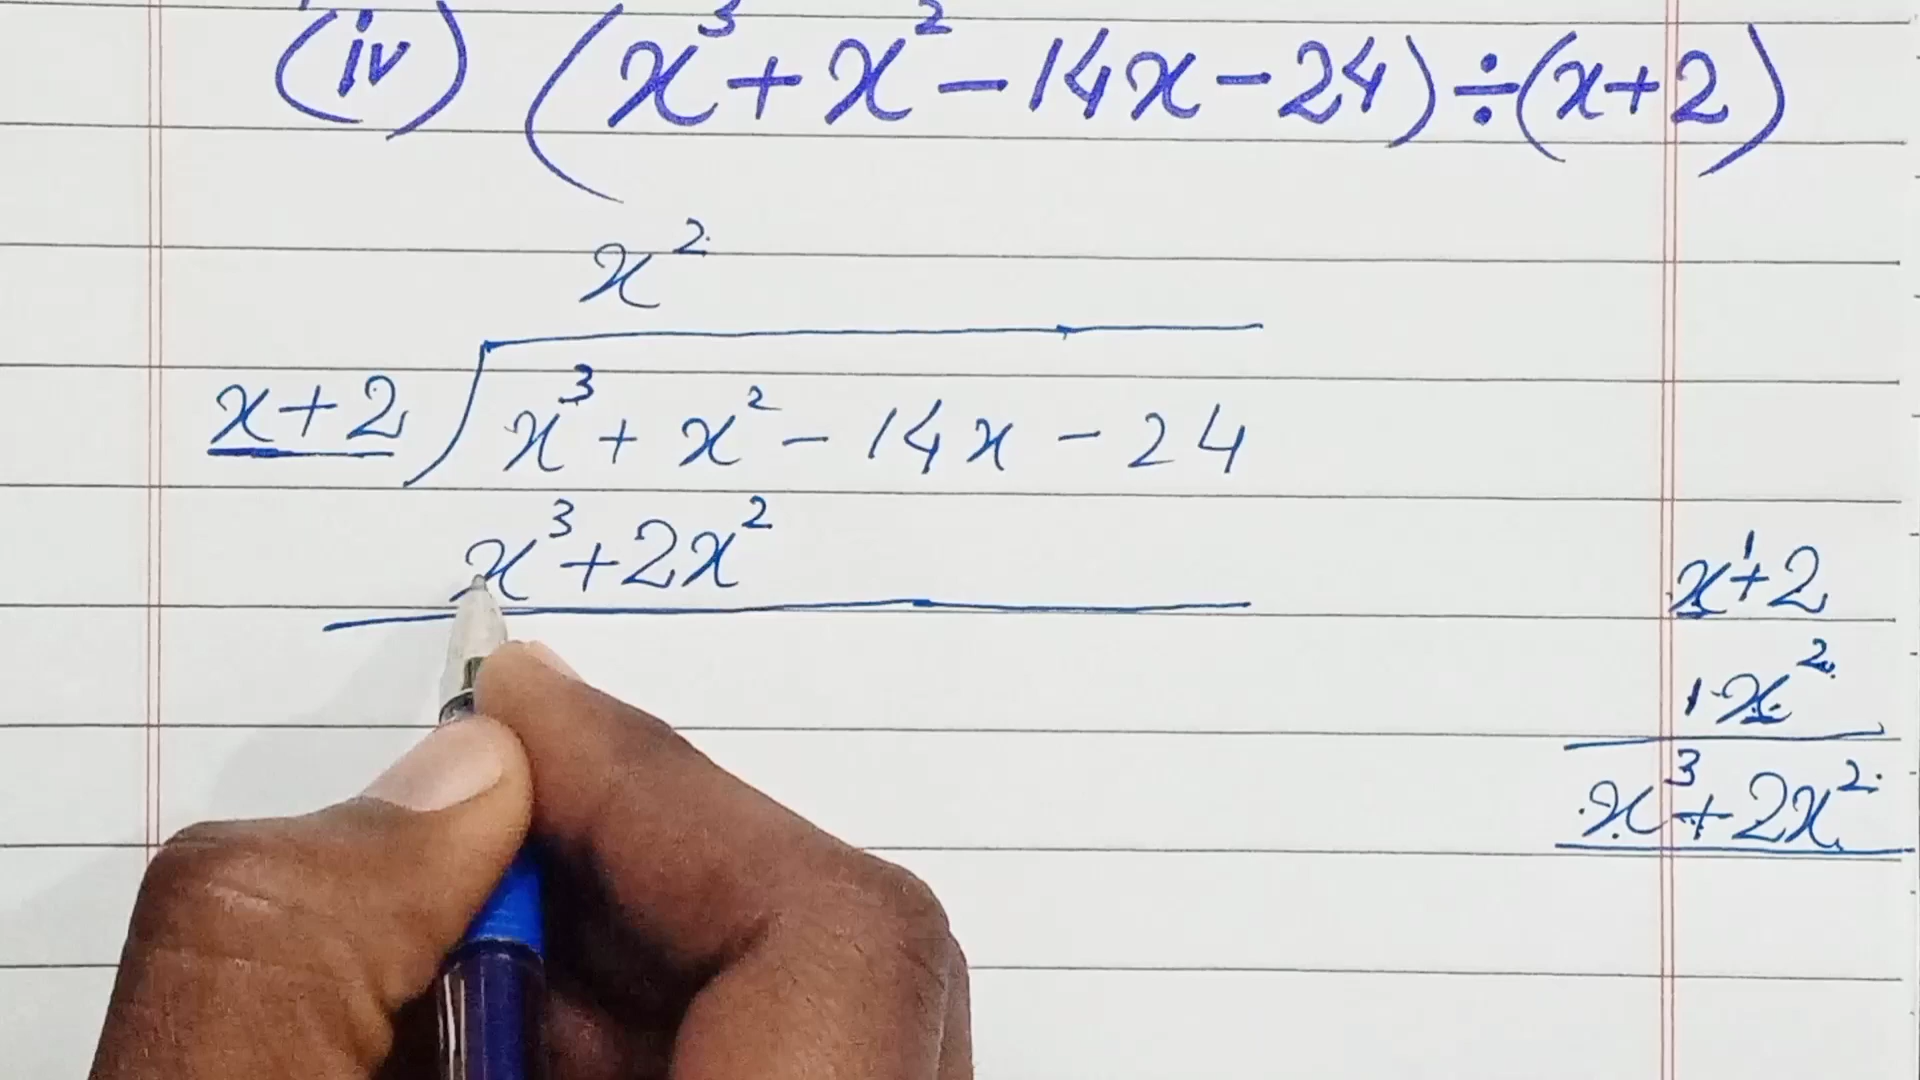 (iv) (x³ + x² - 14x - 24) ÷ (x + 2)
x²
x + 2 x³ + x² - 14x - 24
x³ + 2x²
x¹ + 2
1·x²
x³ + 2x²